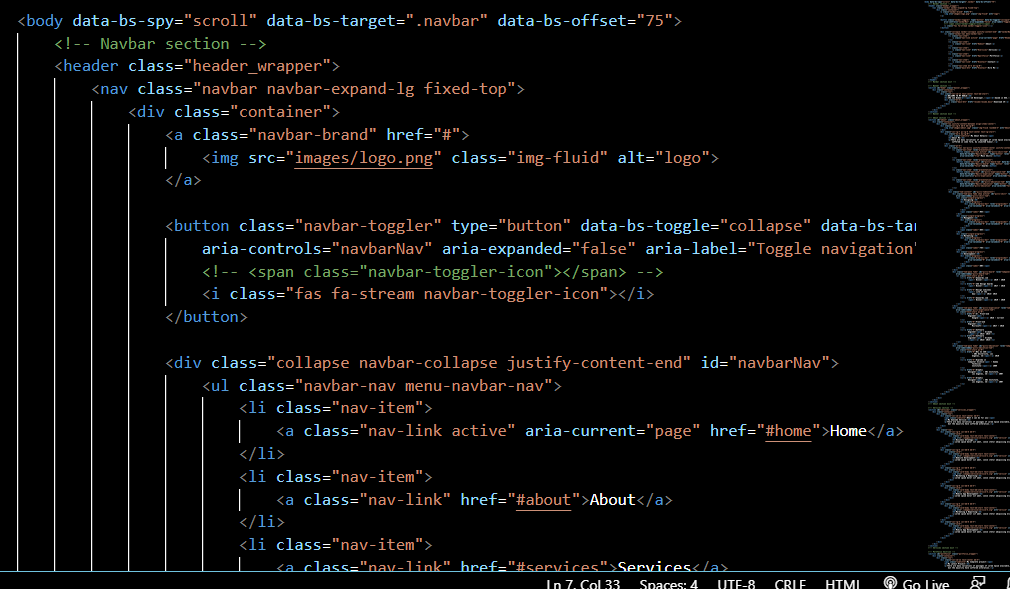 <body data-bs-spy="scroll" data-bs-target=".navbar" data-bs-offset="75">
<!-- Navbar section -->
<header class="header_wrapper">
<nav class="navbar navbar-expand-lg fixed-top">
<div class="container">
<a class="navbar-brand" href="#">
<img src="images/logo.png" class="img-fluid" alt="logo">
</a>
<button class="navbar-toggler" type="button" data-bs-toggle="collapse" data-bs-tar
aria-controls="navbarNav" aria-expanded="false" aria-label="Toggle navigation"
<!-- <span class="navbar-toggler-icon"></span> -->
<i class="fas fa-stream navbar-toggler-icon"></i>
</button>
<div class="collapse navbar-collapse justify-content-end" id="navbarNav">
<ul class="navbar-nav menu-navbar-nav">
<li class="nav-item">
<a class="nav-link active" aria-current="page" href="#home">Home</a>
</li>
<li class="nav-item">
<a class="nav-link" href="#about">About</a>
</li>
<li class="nav-item">
<a class="nav-link" href="#services">Services</a>
Ln 7, Col 33 Spaces: 4 UTF-8 CRLF HTML Go Live